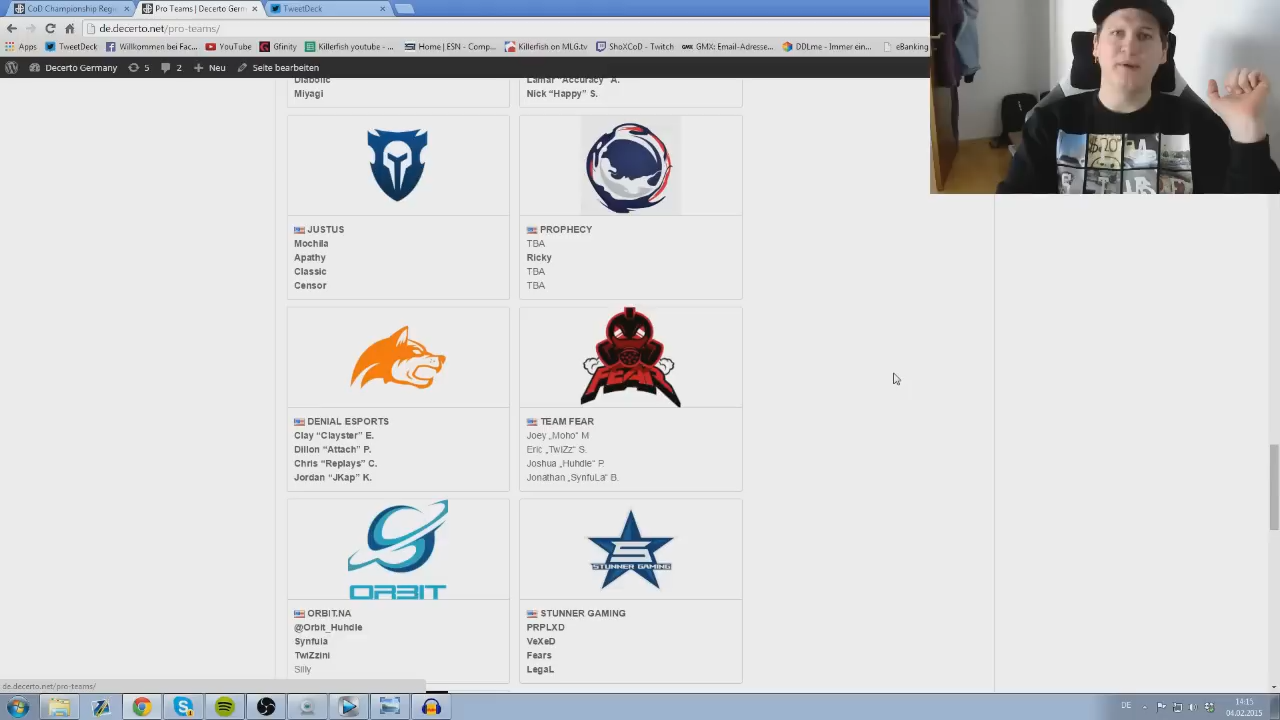 CoD Championship Regi
Pro Teams | Decerto Germ
TweetDeck
de.decerto.net/pro-teams/
Apps
TweetDeck
Willkommen bei Fac...
YouTube
Gfinity
Killerfish youtube - ...
Home | ESN - Comp...
Killerfish on MLG.tv
ShoXCoD - Twitch
GMX: Email-Adresse...
DDLme - Immer ein...
eBanking
Decerto Germany
5
2
+ Neu
Seite bearbeiten
Diabolic
Miyagi
Lamar “Accuracy” A.
Nick “Happy” S.
JUSTUS
Mochila
Apathy
Classic
Censor
PROPHECY
TBA
Ricky
TBA
TBA
DENIAL ESPORTS
Clay “Clayster” E.
Dillon “Attach” P.
Chris “Replays” C.
Jordan “JKap” K.
FEAR
TEAM FEAR
Joey „Moho“ M
Eric „TwiZz“ S.
Joshua „Huhdle“ P.
Jonathan „SynfuLa“ B.
ORBIT
ORBIT.NA
@Orbit_Huhdle
Synfula
TwiZzini
Silly
S
STUNNER GAMING
STUNNER GAMING
PRPLXD
VeXeD
Fears
LegaL
de.decerto.net/pro-teams/
DE
14:15
04.02.2015
$20